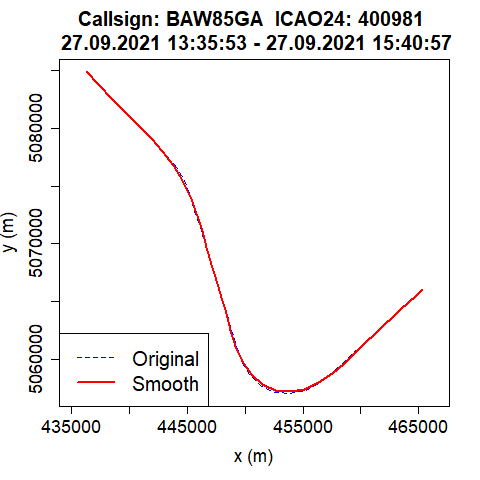 Callsign: BAW85GA  ICAO24: 400981
27.09.2021 13:35:53 - 27.09.2021 15:40:57
y (m)
5080000
5070000
5060000
Original
Smooth
435000 445000 455000 465000
x (m)